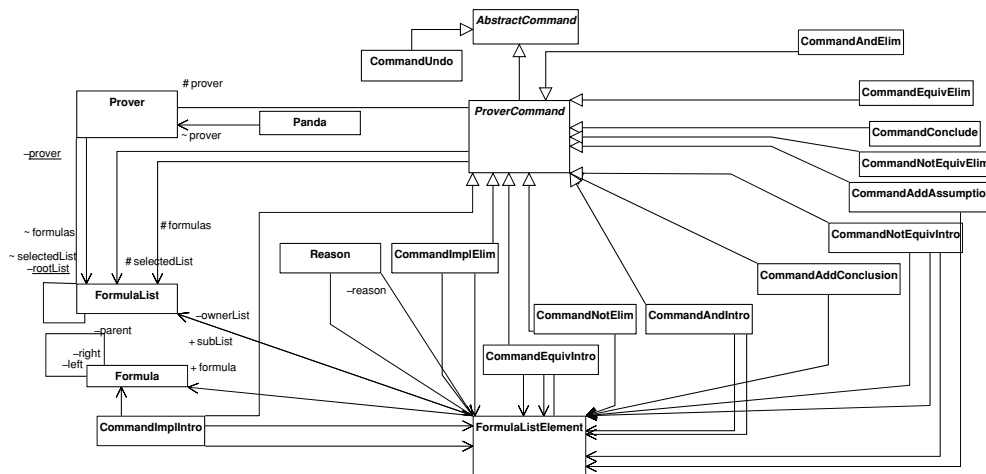 AbstractCommand
CommandUndo
CommandAndElim
# prover
Prover
ProverCommand
CommandEquivElim
Panda
~ prover
CommandConclude
–prover
CommandNotEquivElim
CommandAddAssumption
~ formulas
# formulas
CommandNotEquivIntro
~ selectedList
# selectedList
Reason
CommandImplElim
–rootList
CommandAddConclusion
FormulaList
–reason
–ownerList
CommandNotElim
CommandAndIntro
–parent
+ subList
–right
CommandEquivIntro
–left
+ formula
Formula
CommandImplIntro
FormulaListElement